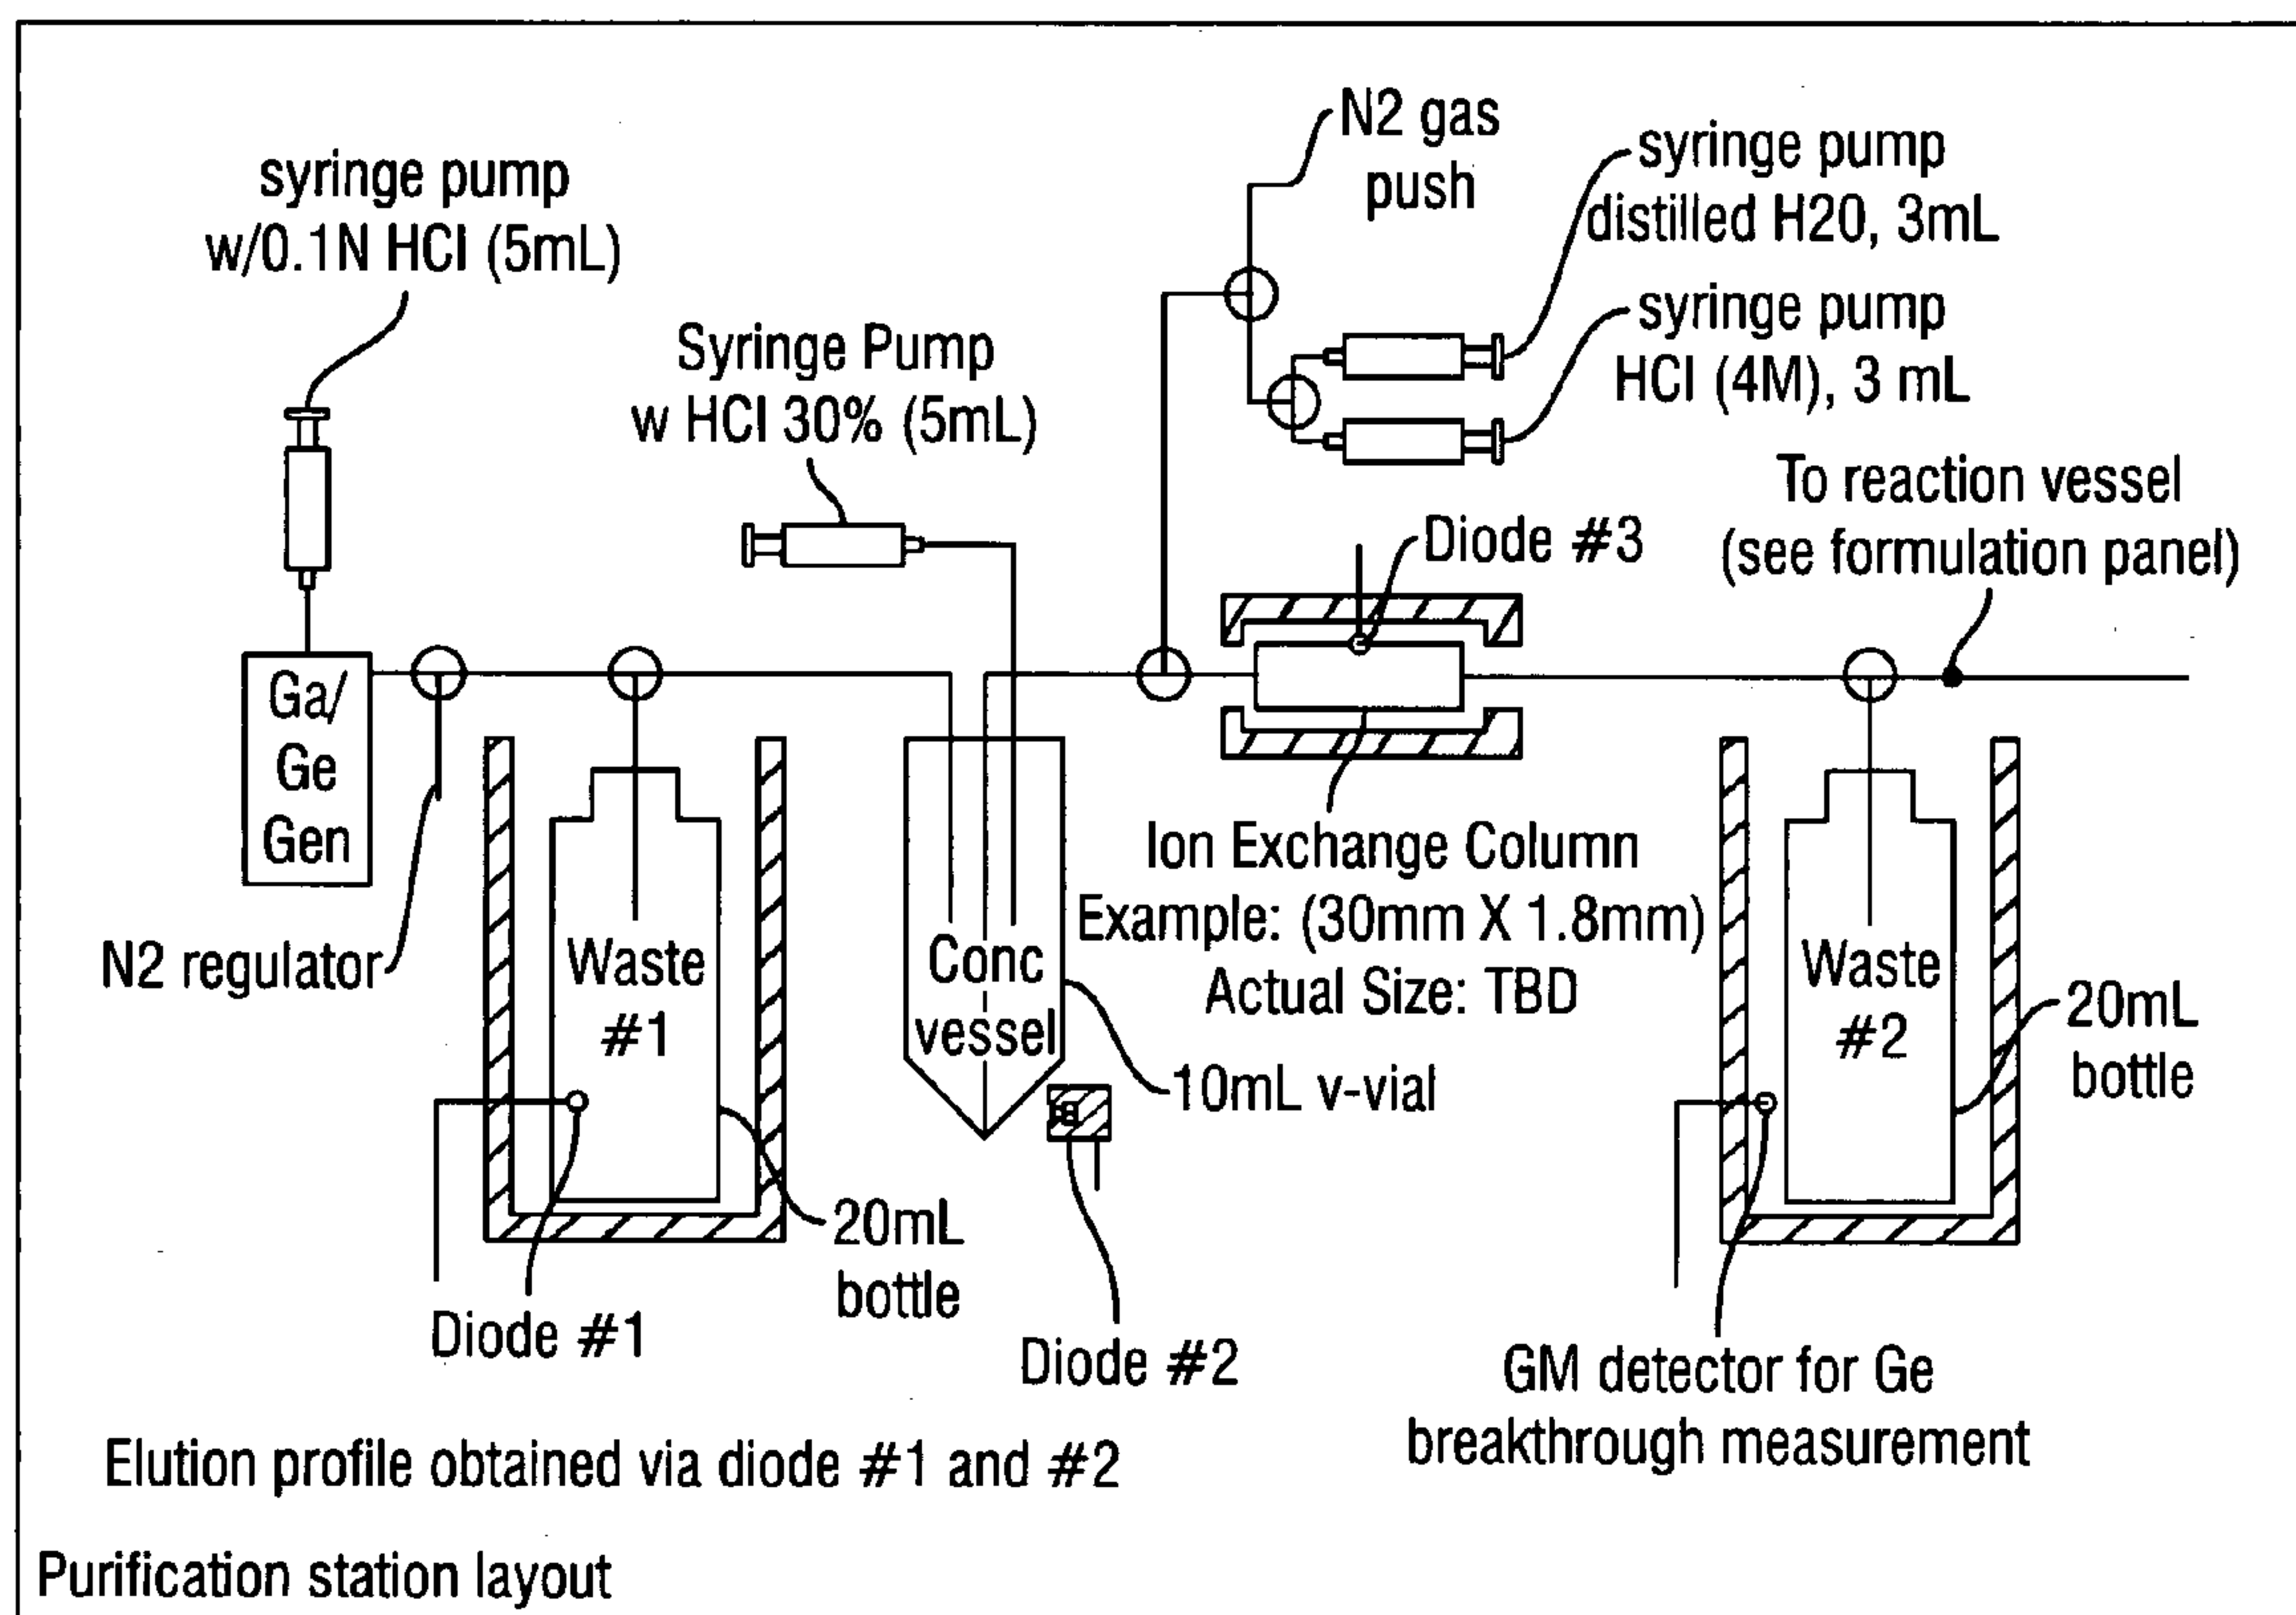 N2 gas
push
syringe pump
distilled H20, 3mL
syringe pump
w/0.1N HCl (5mL)
syringe pump
HCl (4M), 3 mL
Syringe Pump
w HCl 30% (5mL)
To reaction vessel
(see formulation panel)
Diode #3
Ga/
Ge
Gen
N2 regulator
Waste
#1
Conc
vessel
Ion Exchange Column
Example: (30mm X 1.8mm)
Actual Size: TBD
10mL v-vial
Waste
#2
20mL
bottle
20mL
bottle
Diode #1
Diode #2
GM detector for Ge
breakthrough measurement
Elution profile obtained via diode #1 and #2
Purification station layout